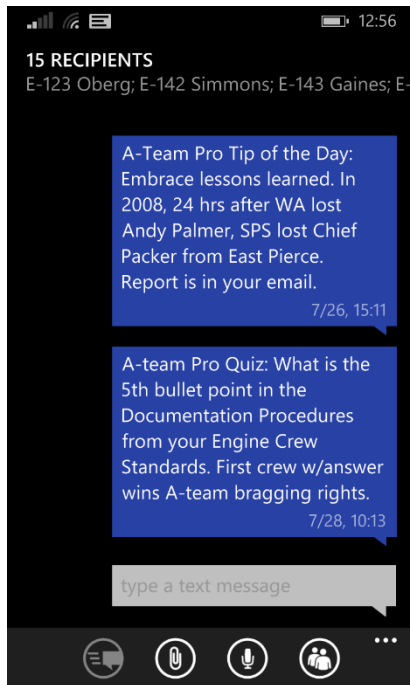 12:56
15 RECIPIENTS
E-123 Oberg; E-142 Simmons; E-143 Gaines; E-
A-Team Pro Tip of the Day:
Embrace lessons learned. In
2008, 24 hrs after WA lost
Andy Palmer, SPS lost Chief
Packer from East Pierce.
Report is in your email.
7/26, 15:11
A-team Pro Quiz: What is the
5th bullet point in the
Documentation Procedures
from your Engine Crew
Standards. First crew w/answer
wins A-team bragging rights.
7/28, 10:13
type a text message